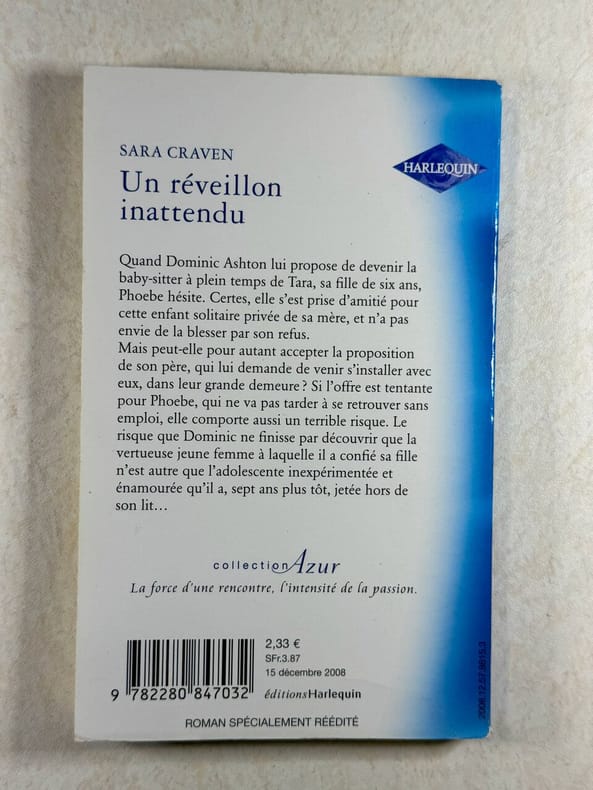 SARA CRAVEN
HARLEQUIN
Un réveillon
inattendu
Quand Dominic Ashton lui propose de devenir la
baby-sitter à plein temps de Tara, sa fille de six ans,
Phoebe hésite. Certes, elle s'est prise d'amitié pour
cette enfant solitaire privée de sa mère, et n'a pas
envie de la blesser par son refus.
Mais peut-elle pour autant accepter la proposition
de son père, qui lui demande de venir s'installer avec
eux, dans leur grande demeure ? Si l'offre est tentante
pour Phoebe, qui ne va pas tarder à se retrouver sans
emploi, elle comporte aussi un terrible risque. Le
risque que Dominic ne finisse par découvrir que la
vertueuse jeune femme à laquelle il a confié sa fille
n'est autre que l'adolescente inexpérimentée et
énamourée qu'il a, sept ans plus tôt, jetée hors de
son lit…
collection Azur
La force d'une rencontre, l'intensité de la passion.
2,33 €
SFr.3.87
15 décembre 2008
9 782280 847032
éditionsHarlequin
ROMAN SPÉCIALEMENT RÉÉDITÉ
2008.12.57.8615.3